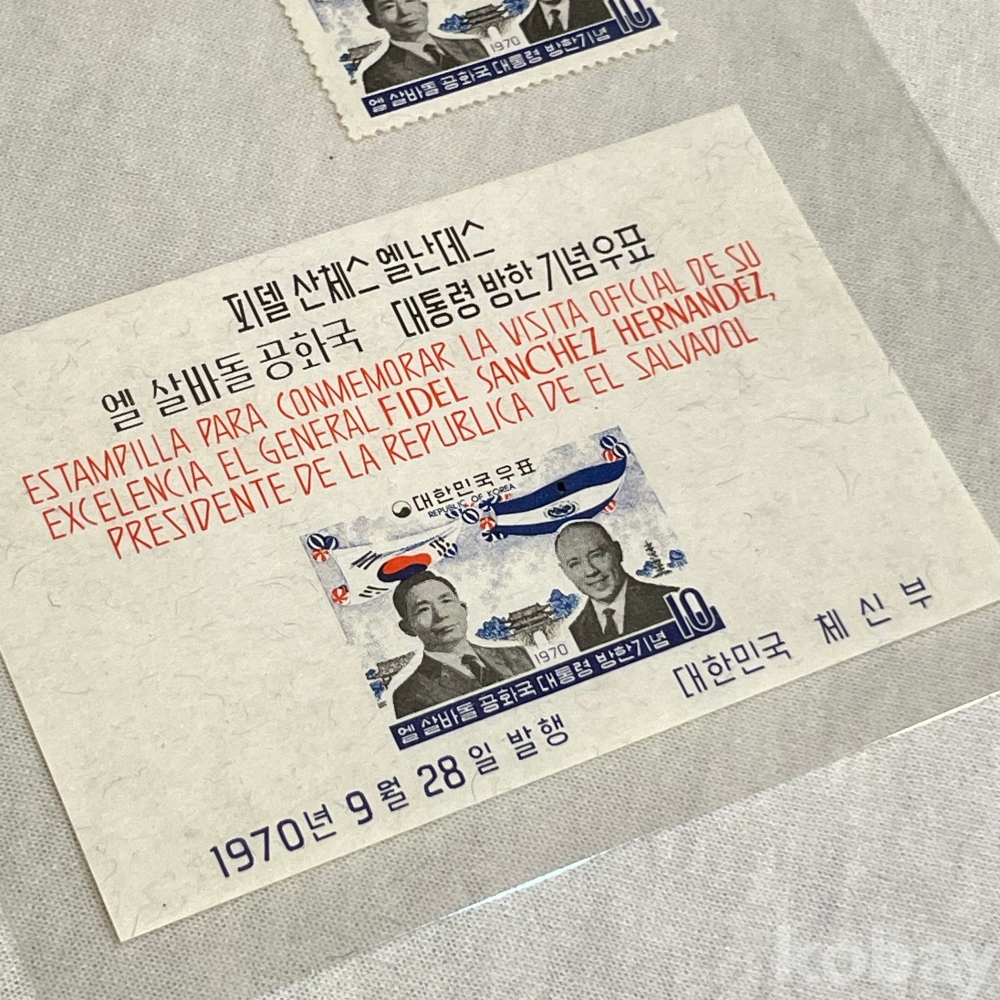 1970
10
엘 살바돌 공화국 대통령 방한기념
피델 산체스 엘난데스
엘 살바돌 공화국 대통령 방한 기념우표
ESTAMPILLA PARA CONMEMORAR LA VISITA OFICIAL DE SU
EXCELENCIA EL GENERAL FIDEL SANCHEZ HERNANDEZ,
PRESIDENTE DE LA REPUBLICA DE EL SALVADOL
대한민국우표
REPUBLIC OF KOREA
1970
10
엘 살바돌 공화국 대통령 방한기념
1970년 9월 28일 발행
대한민국 체신부
kobay